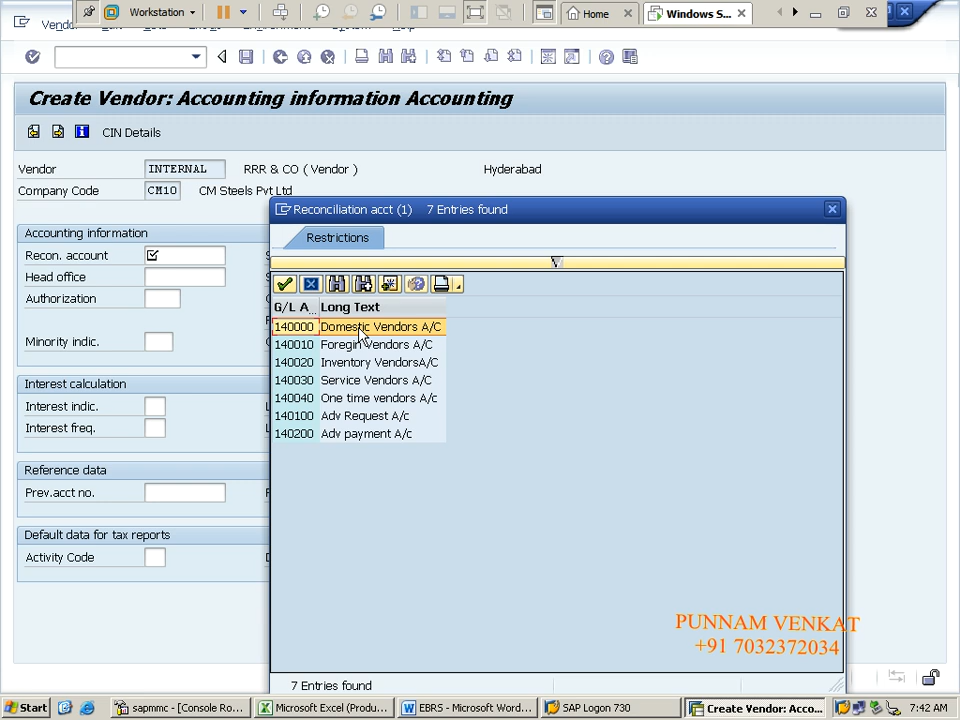 Workstation
Home
Windows S...
Create Vendor: Accounting information Accounting
CIN Details
Vendor INTERNAL RRR & CO ( Vendor ) Hyderabad
Company Code CM10 CM Steels Pvt Ltd
Accounting information
Recon. account
Head office
Authorization
Minority indic.
Interest calculation
Interest indic.
Interest freq.
Reference data
Prev.acct no.
Default data for tax reports
Activity Code
Reconciliation acct (1) 7 Entries found
Restrictions
G/L A... Long Text
140000 Domestic Vendors A/C
140010 Foregin Vendors A/C
140020 Inventory VendorsA/C
140030 Service Vendors A/C
140040 One time vendors A/c
140100 Adv Request A/c
140200 Adv payment A/c
7 Entries found
PUNNAM VENKAT
+91 7032372034
Start
sapmmc - [Console Ro...
Microsoft Excel (Produ...
EBRS - Microsoft Word...
SAP Logon 730
Create Vendor: Acco...
7:42 AM